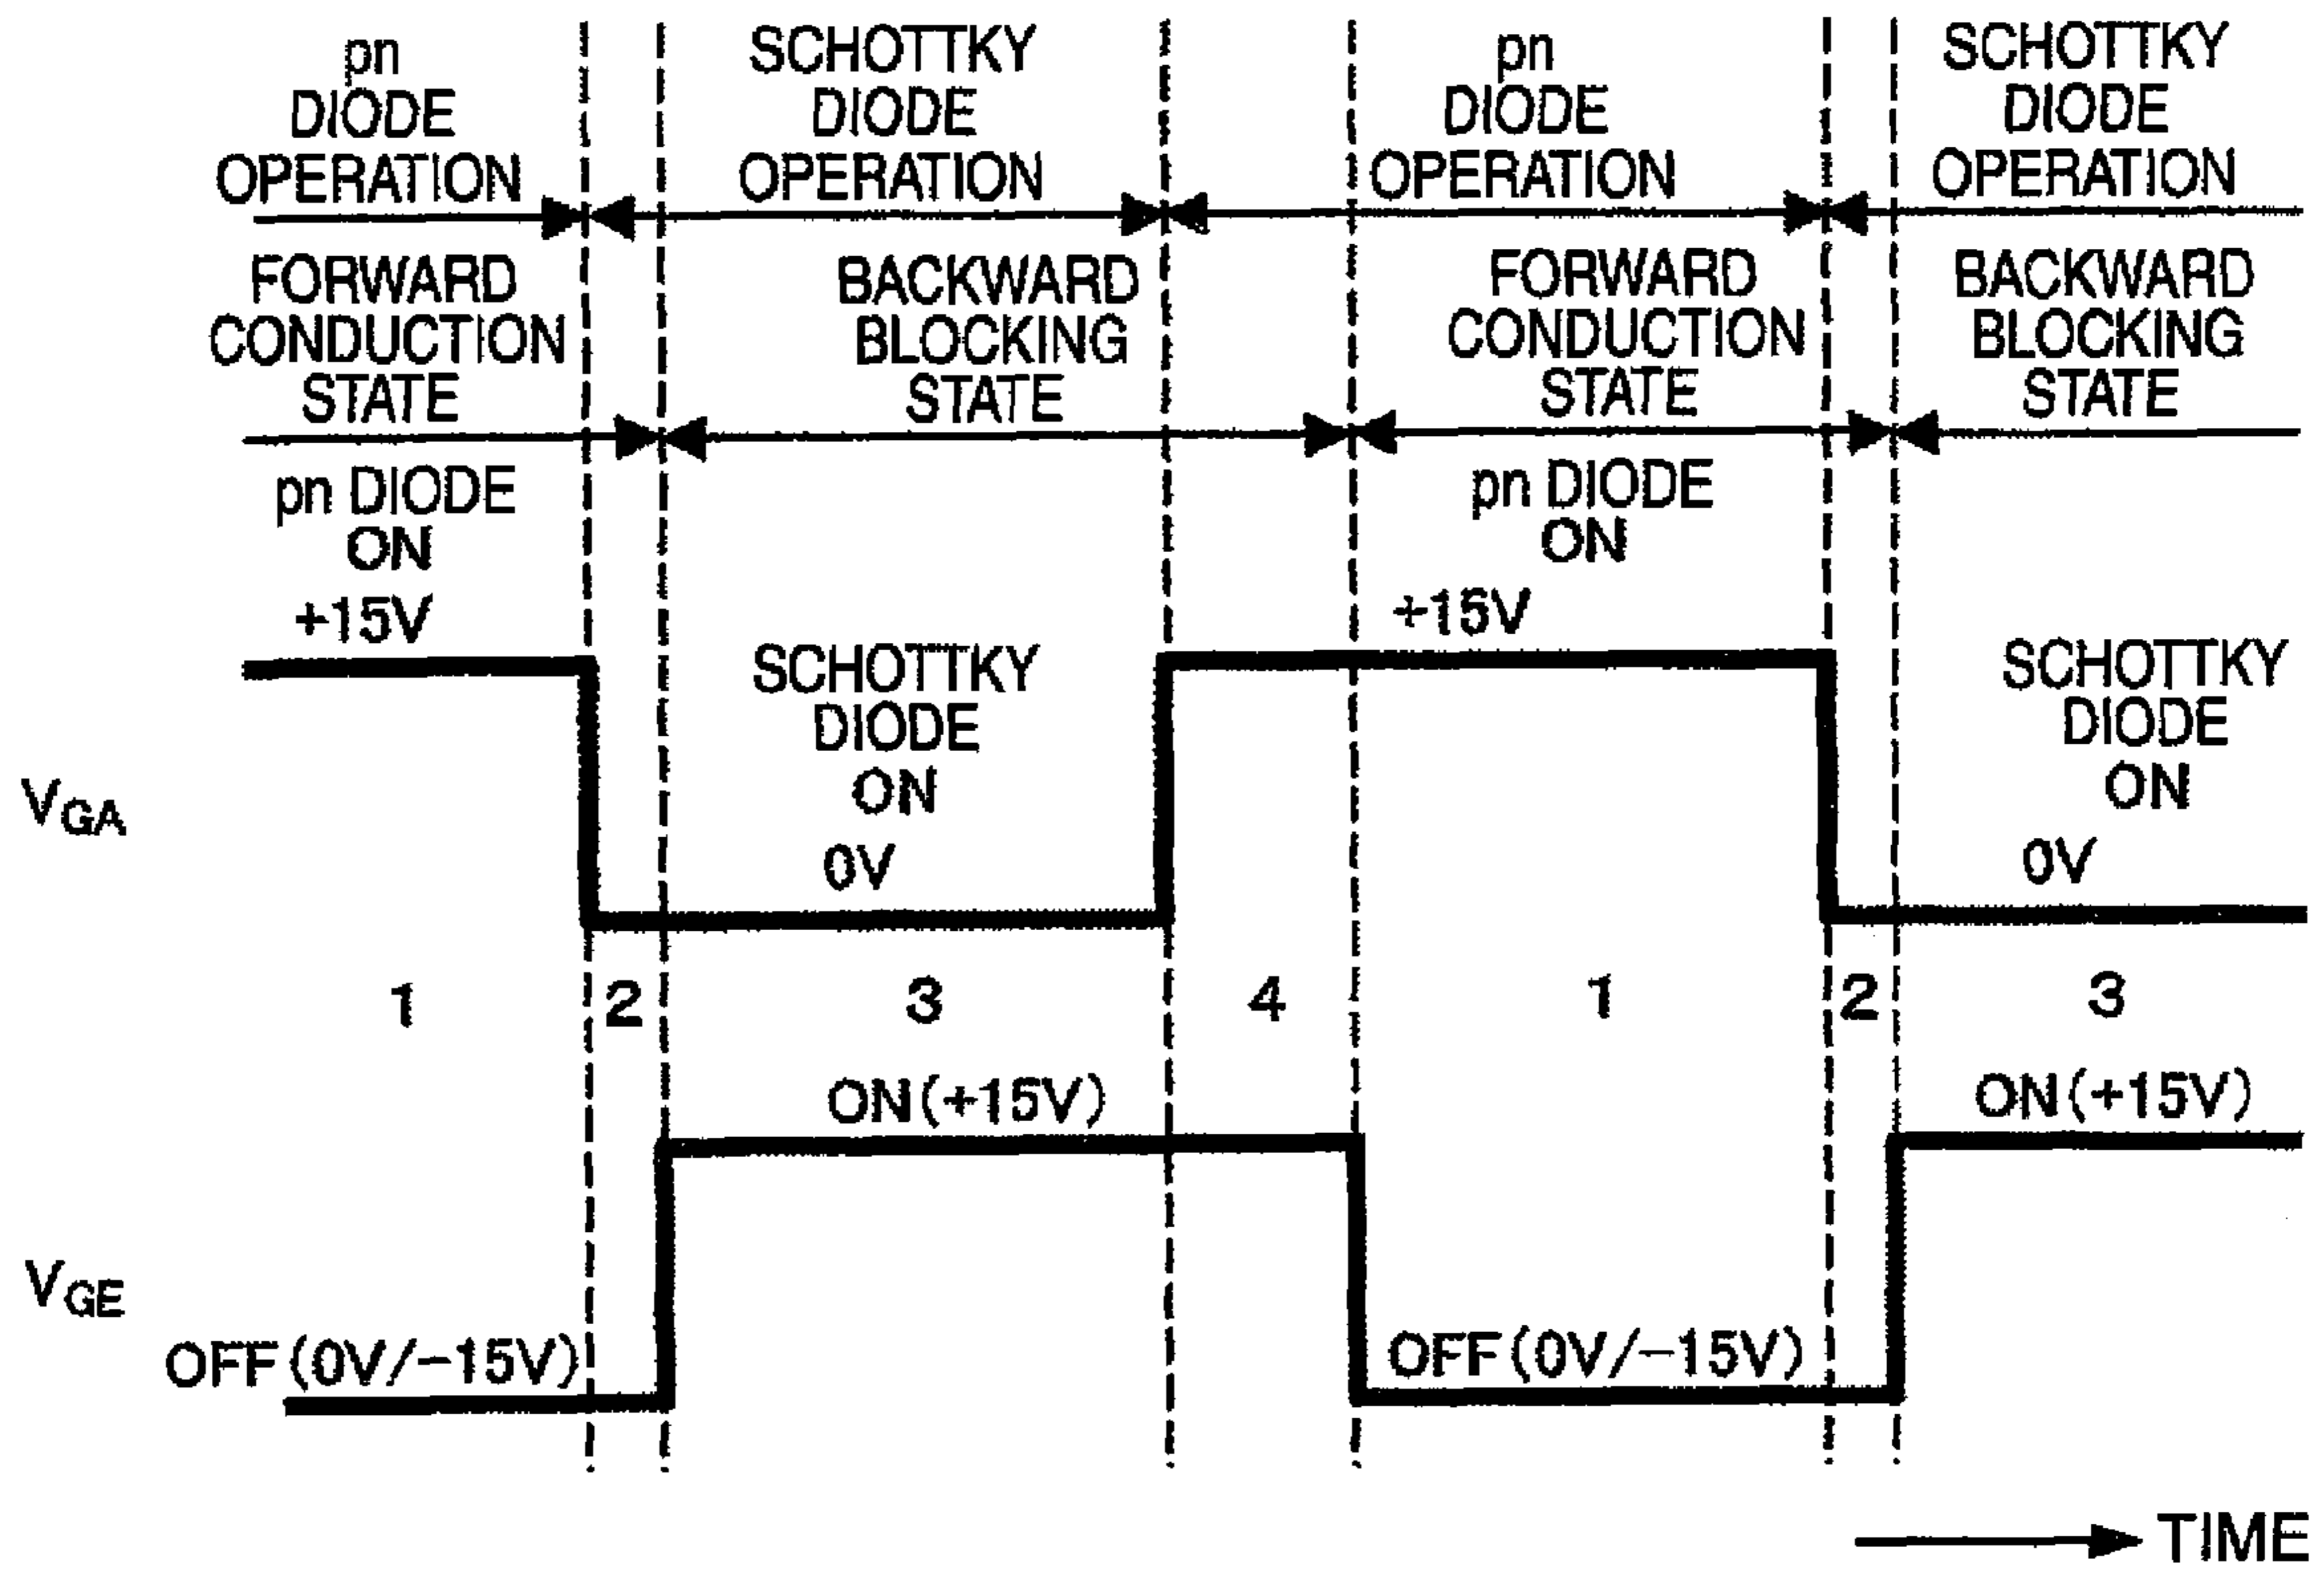 pn
DIODE
OPERATION
SCHOTTKY
DIODE
OPERATION
pn
DIODE
OPERATION
SCHOTTKY
DIODE
OPERATION
FORWARD
CONDUCTION
STATE
BACKWARD
BLOCKING
STATE
FORWARD
CONDUCTION
STATE
BACKWARD
BLOCKING
STATE
pn DIODE
ON
+15V
pn DIODE
ON
+15V
SCHOTTKY
DIODE
ON
0V
SCHOTTKY
DIODE
ON
0V
VGA
1 2 3 4 1 2 3
ON(+15V)
ON(+15V)
VGE
OFF(0V/−15V)
OFF(0V/−15V)
TIME